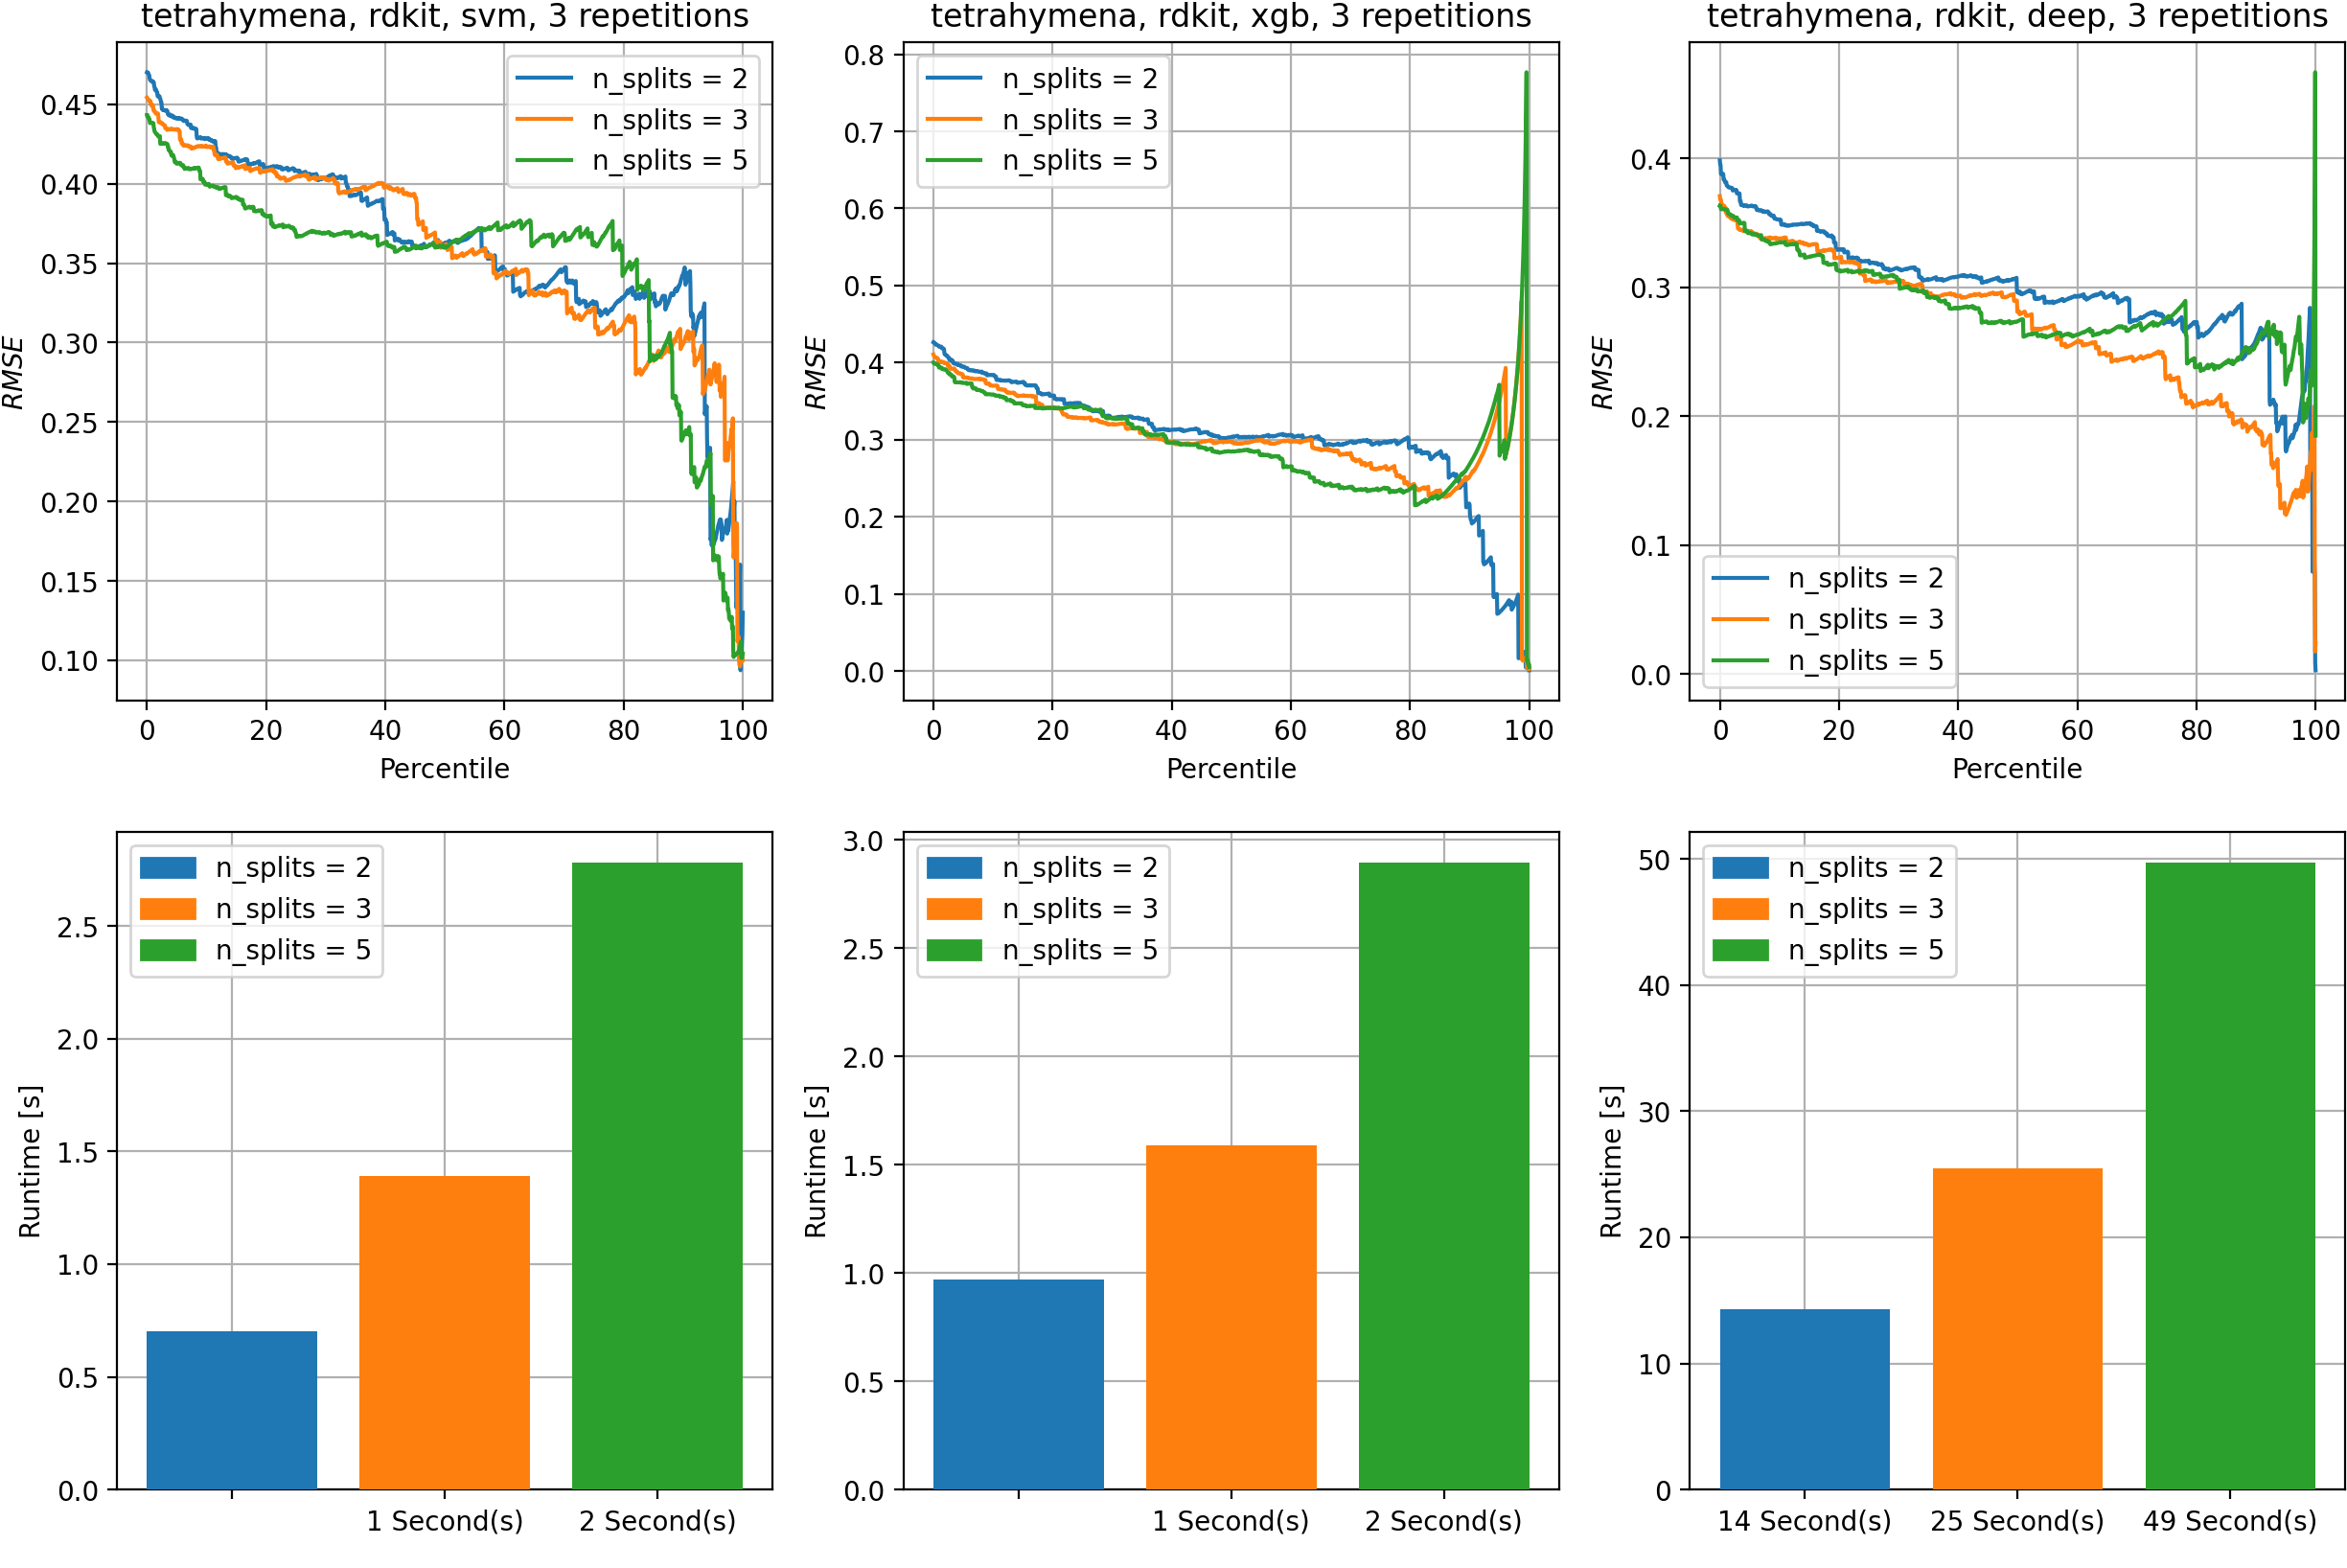 tetrahymena, rdkit, svm, 3 repetitions
0.45
0.40
0.35
0.30
0.25
0.20
0.15
0.10
RMSE
n_splits = 2
n_splits = 3
n_splits = 5
0 20 40 60 80 100
Percentile
tetrahymena, rdkit, xgb, 3 repetitions
0.8
0.7
0.6
0.5
0.4
0.3
0.2
0.1
0.0
RMSE
n_splits = 2
n_splits = 3
n_splits = 5
0 20 40 60 80 100
Percentile
tetrahymena, rdkit, deep, 3 repetitions
0.4
0.3
0.2
0.1
0.0
RMSE
n_splits = 2
n_splits = 3
n_splits = 5
0 20 40 60 80 100
Percentile
2.5
2.0
1.5
1.0
0.5
0.0
Runtime [s]
n_splits = 2
n_splits = 3
n_splits = 5
1 Second(s) 2 Second(s)
3.0
2.5
2.0
1.5
1.0
0.5
0.0
Runtime [s]
n_splits = 2
n_splits = 3
n_splits = 5
1 Second(s) 2 Second(s)
50
40
30
20
10
0
Runtime [s]
n_splits = 2
n_splits = 3
n_splits = 5
14 Second(s) 25 Second(s) 49 Second(s)